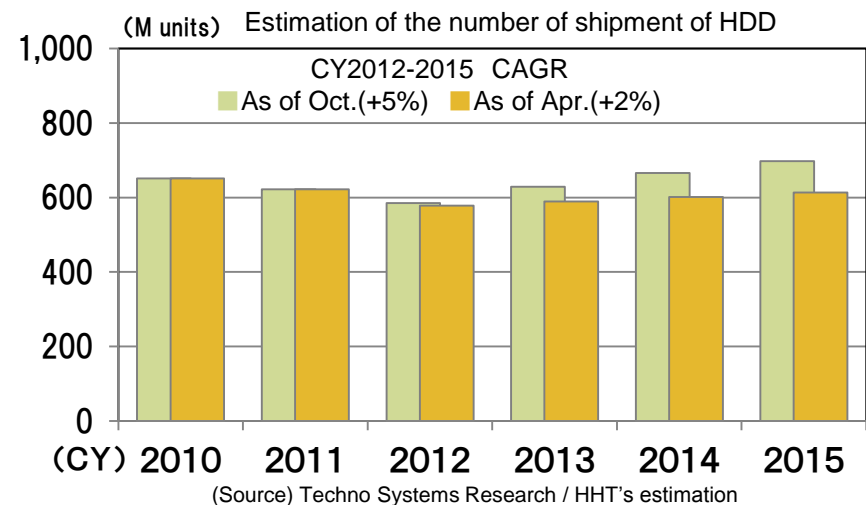 (M units) Estimation of the number of shipment of HDD
1,000
CY2012-2015 CAGR
As of Oct.(+5%) As of Apr.(+2%)
800
600
400
200
0
(CY) 2010 2011 2012 2013 2014 2015
(Source) Techno Systems Research / HHT's estimation